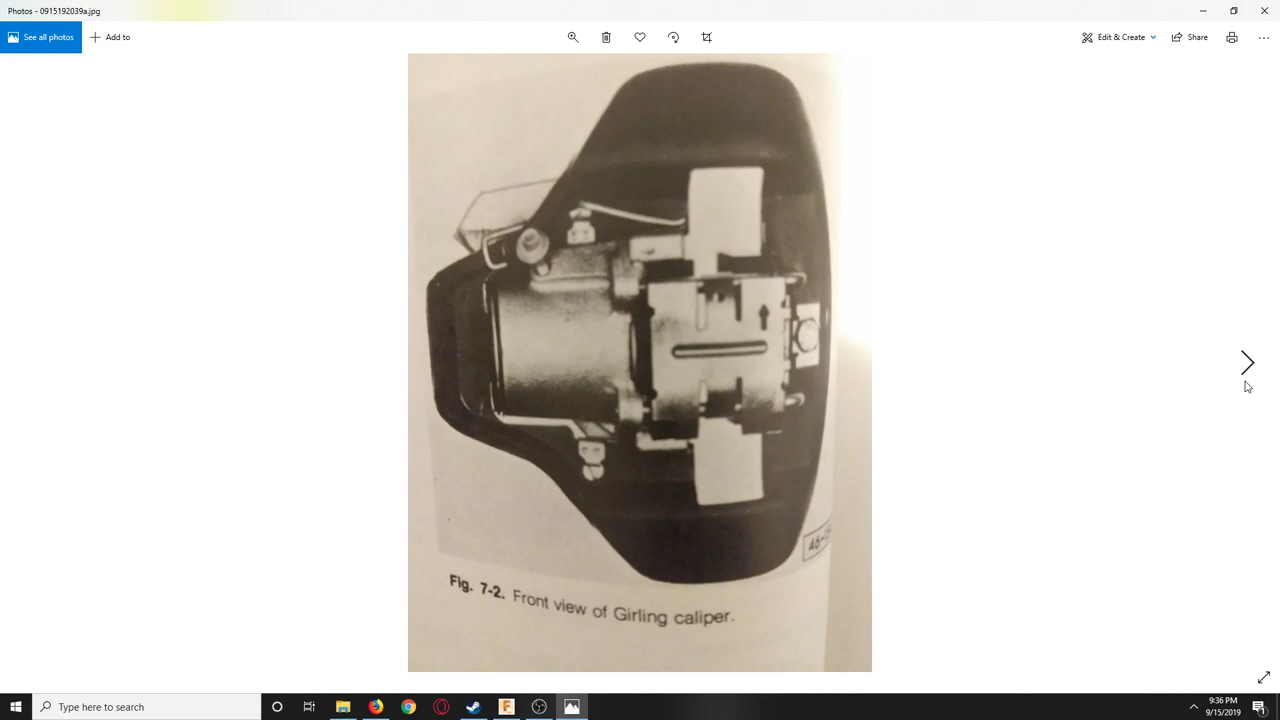 Photos - 0915192039a.jpg
See all photos
Add to
Edit & Create
Share
Fig. 7-2. Front view of Girling caliper.
Type here to search
9:36 PM
9/15/2019